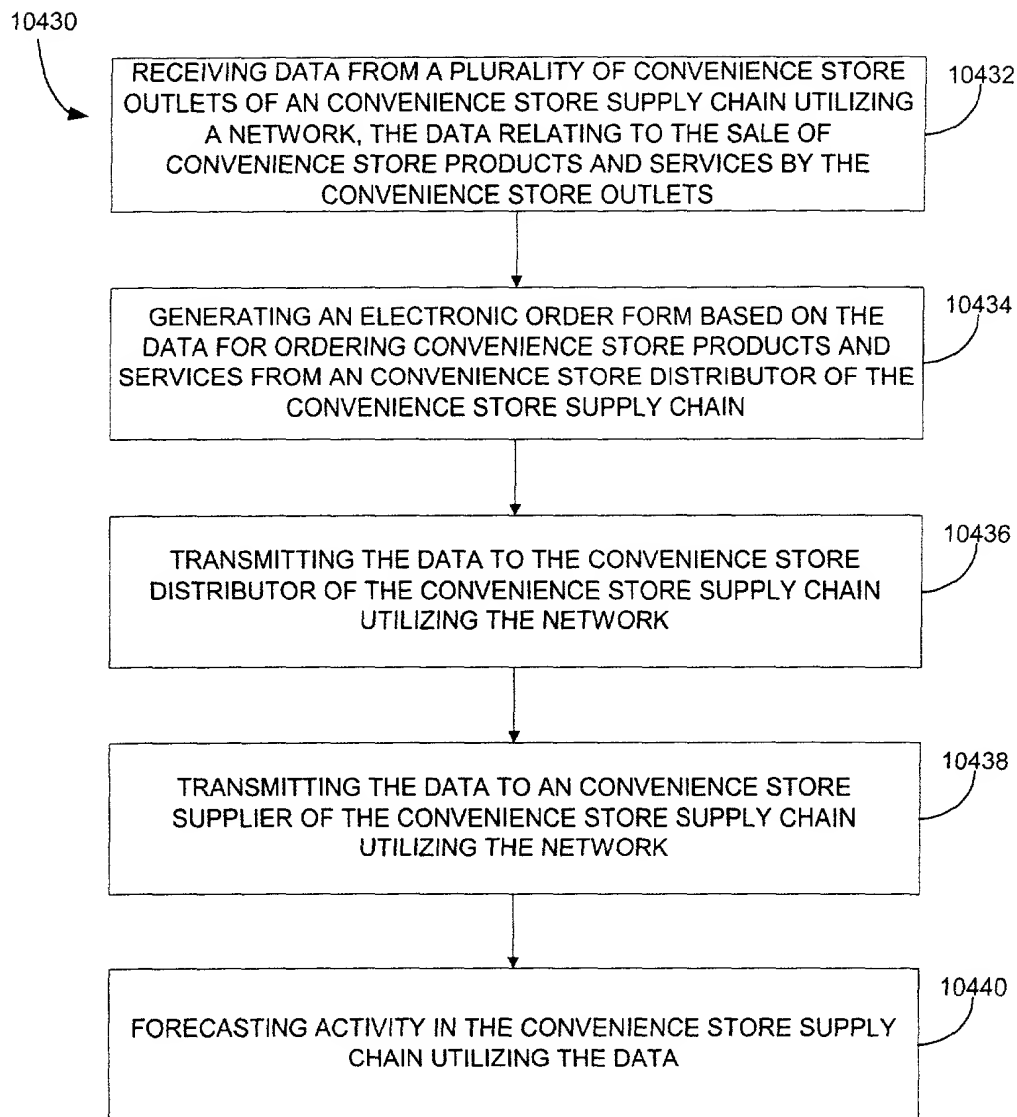 10430
RECEIVING DATA FROM A PLURALITY OF CONVENIENCE STORE
OUTLETS OF AN CONVENIENCE STORE SUPPLY CHAIN UTILIZING
A NETWORK, THE DATA RELATING TO THE SALE OF
CONVENIENCE STORE PRODUCTS AND SERVICES BY THE
CONVENIENCE STORE OUTLETS
10432
GENERATING AN ELECTRONIC ORDER FORM BASED ON THE
DATA FOR ORDERING CONVENIENCE STORE PRODUCTS AND
SERVICES FROM AN CONVENIENCE STORE DISTRIBUTOR OF THE
CONVENIENCE STORE SUPPLY CHAIN
10434
TRANSMITTING THE DATA TO THE CONVENIENCE STORE
DISTRIBUTOR OF THE CONVENIENCE STORE SUPPLY CHAIN
UTILIZING THE NETWORK
10436
TRANSMITTING THE DATA TO AN CONVENIENCE STORE
SUPPLIER OF THE CONVENIENCE STORE SUPPLY CHAIN
UTILIZING THE NETWORK
10438
FORECASTING ACTIVITY IN THE CONVENIENCE STORE SUPPLY
CHAIN UTILIZING THE DATA
10440